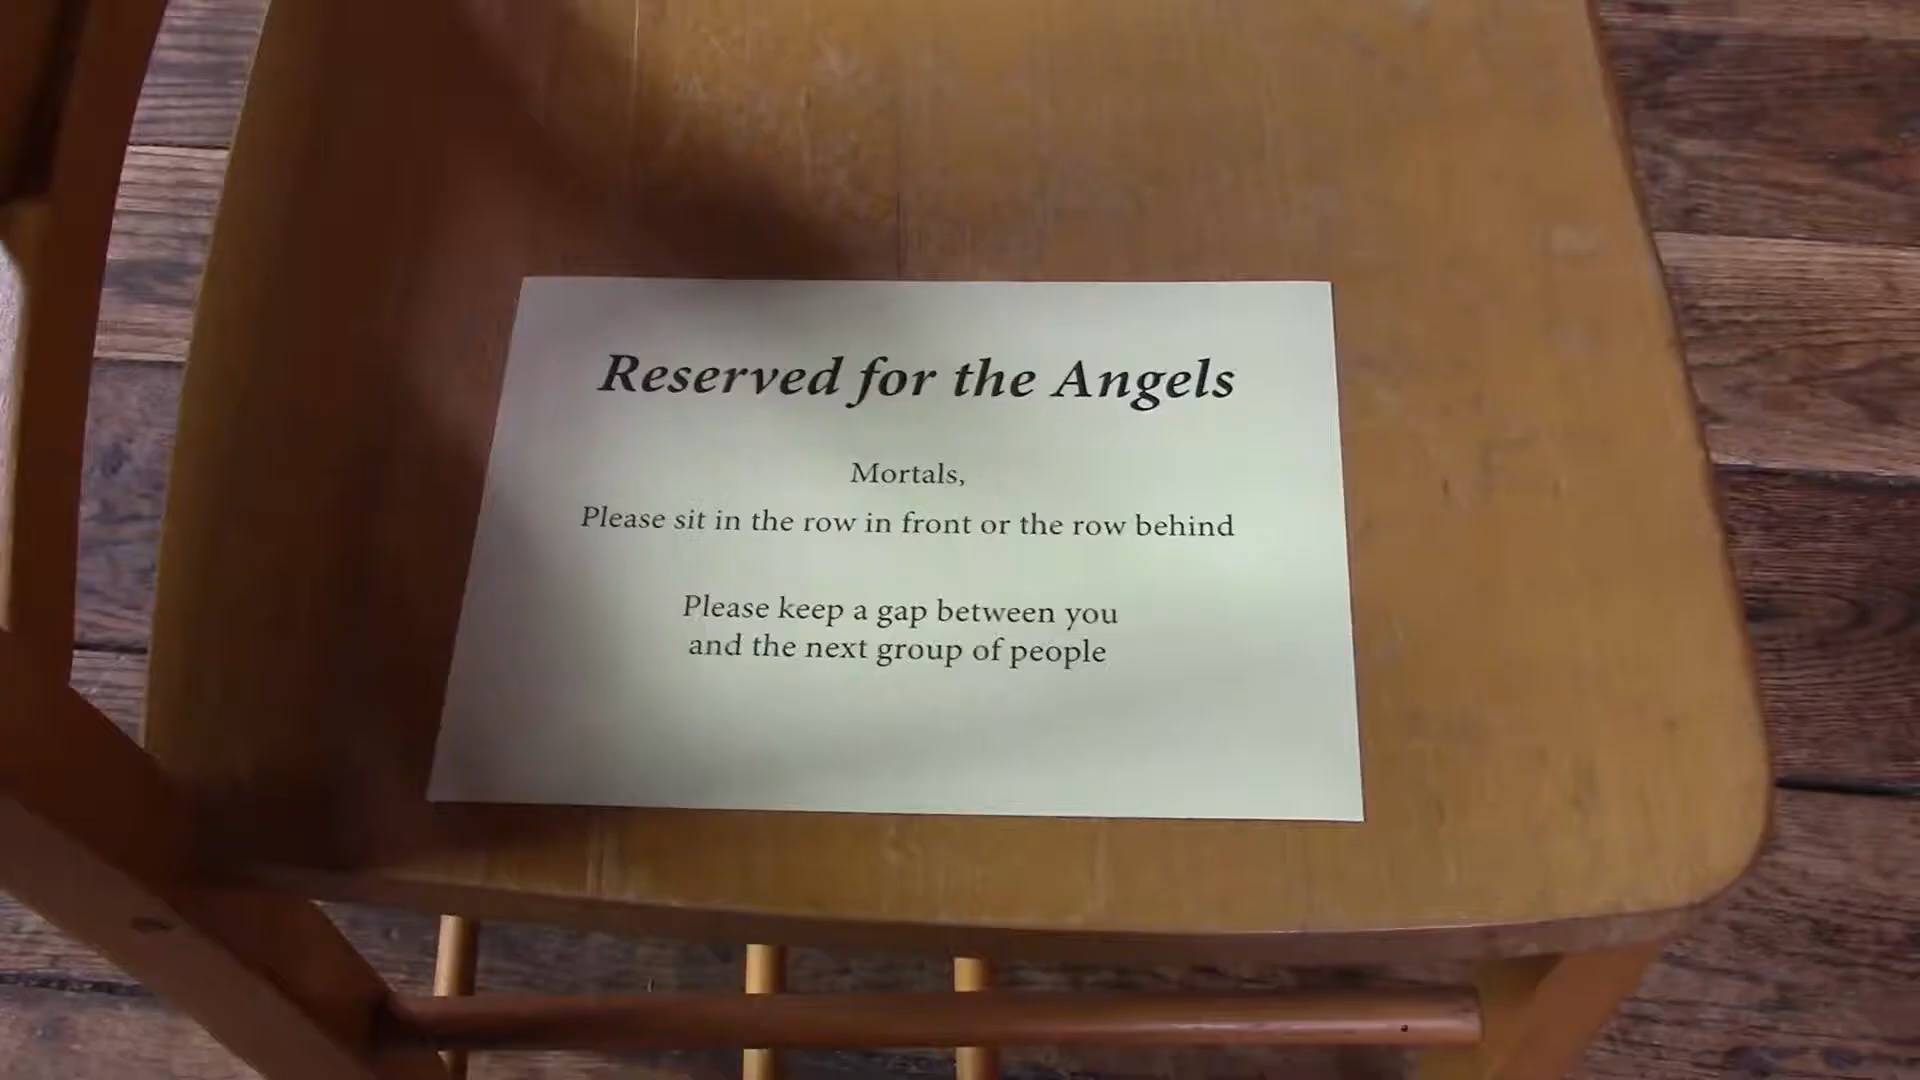 Reserved for the Angels
Mortals,
Please sit in the row in front or the row behind
Please keep a gap between you
and the next group of people